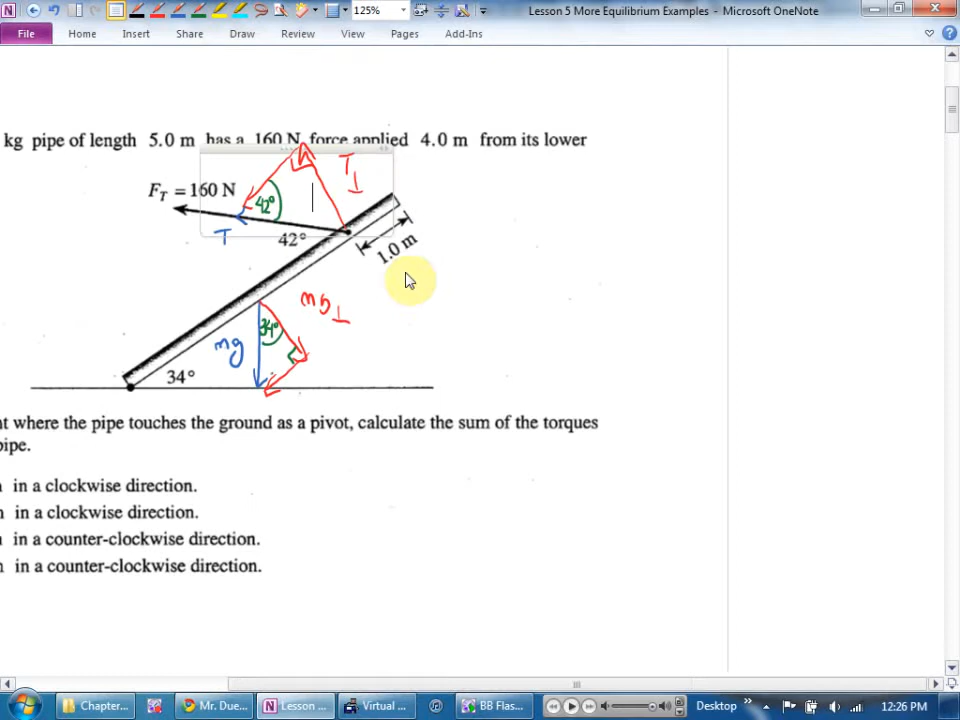 Lesson 5 More Equilibrium Examples - Microsoft OneNote
125%
File Home Insert Share Draw Review View Pages Add-Ins
kg pipe of length 5.0 m has a 160 N force applied 4.0 m from its lower
T⊥
F_T = 160 N
42°
T
42°
1.0 m
mg⊥
34°
mg
34°
nt where the pipe touches the ground as a pivot, calculate the sum of the torques
pipe.
in a clockwise direction.
in a clockwise direction.
in a counter-clockwise direction.
in a counter-clockwise direction.
Chapter... Mr. Due... Lesson ... Virtual ... BB Flas... Desktop 12:26 PM